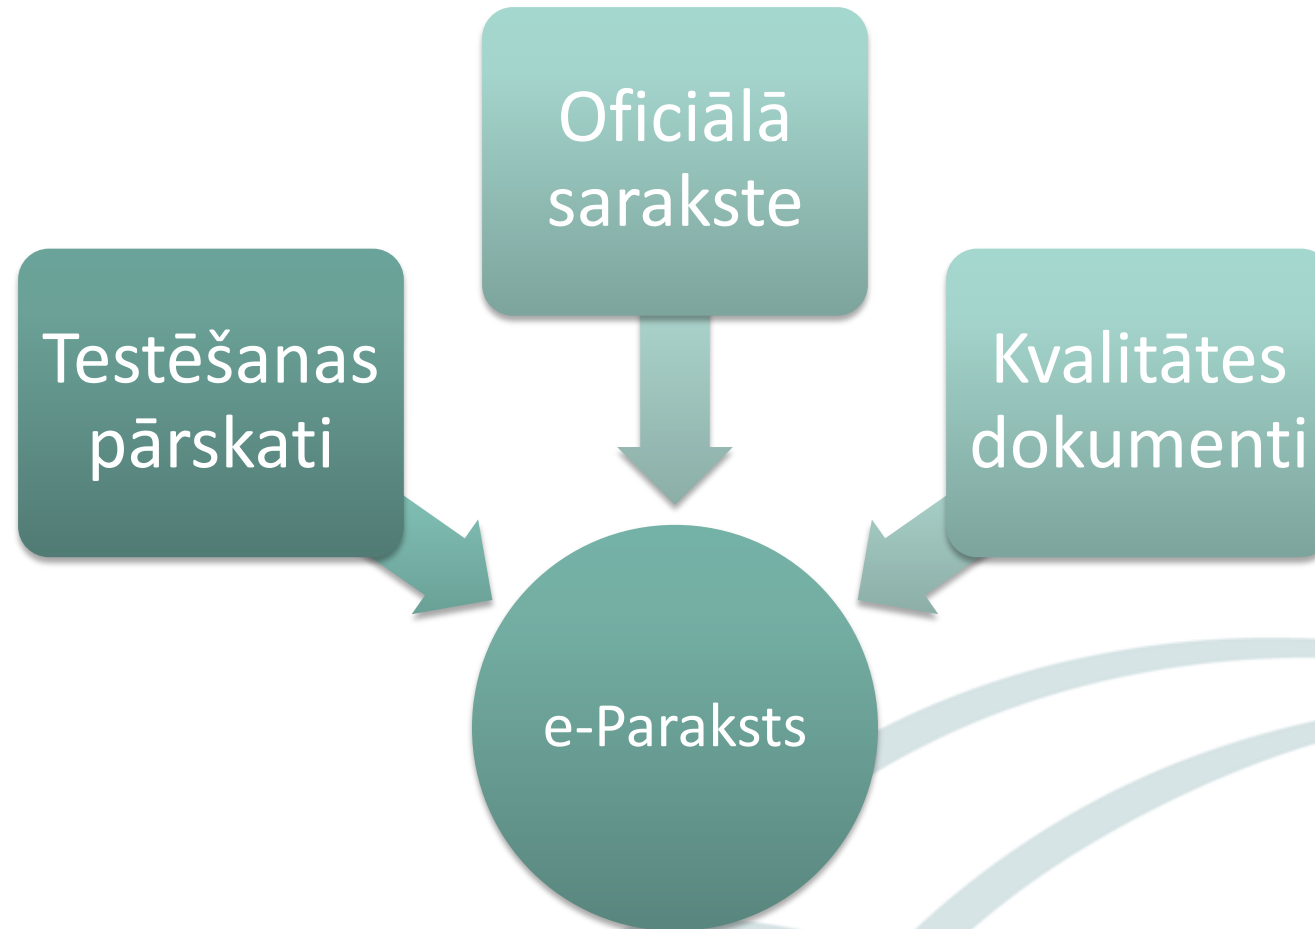 Oficiālā
sarakste
Testēšanas
pārskati
Kvalitātes
dokumenti
e-Paraksts